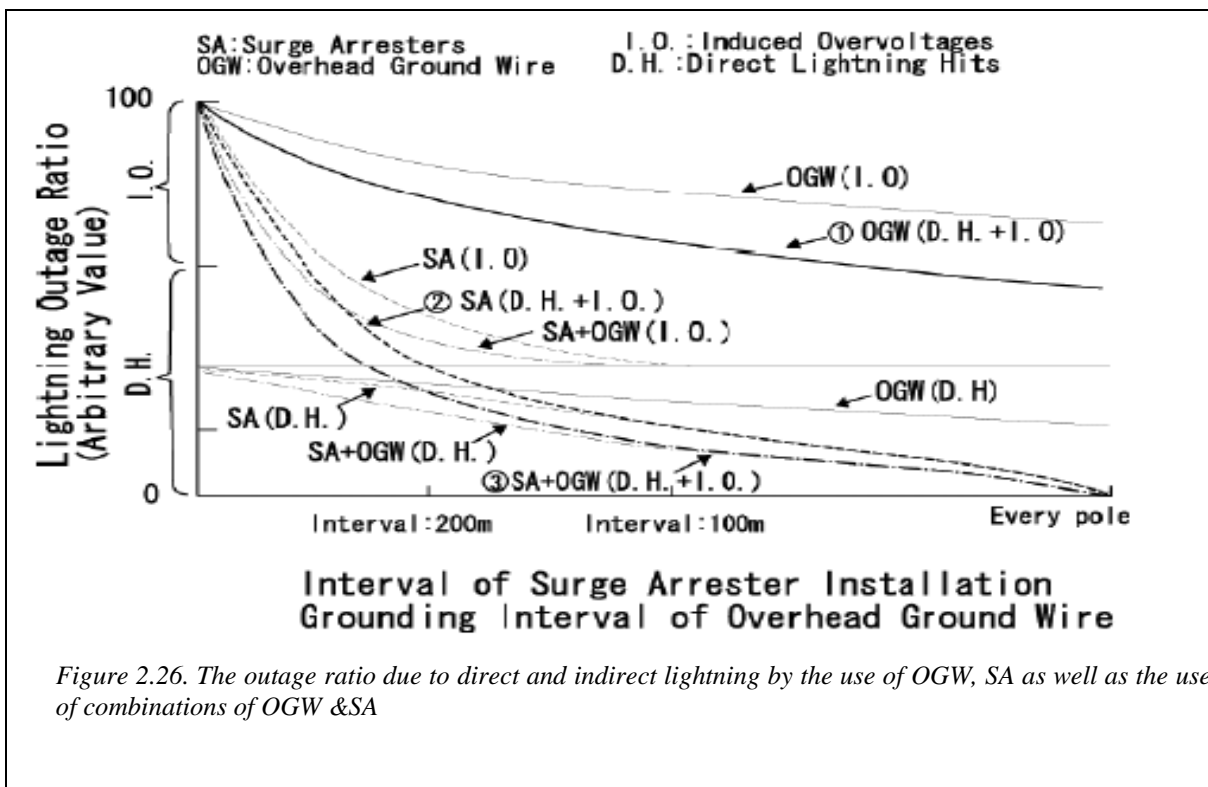 SA:Surge Arresters
OGW:Overhead Ground Wire
I.O.:Induced Overvoltages
D.H.:Direct Lightning Hits
Lightning Outage Ratio
(Arbitrary Value)
100
I.O.
D.H.
0
OGW(I.O)
① OGW(D.H.+I.O)
SA(I.O)
② SA(D.H.+I.O.)
SA+OGW(I.O.)
OGW(D.H)
SA(D.H.)
SA+OGW(D.H.)
③SA+OGW(D.H.+I.O.)
Interval:200m
Interval:100m
Every pole
Interval of Surge Arrester Installation
Grounding Interval of Overhead Ground Wire
Figure 2.26. The outage ratio due to direct and indirect lightning by the use of OGW, SA as well as the use
of combinations of OGW &SA